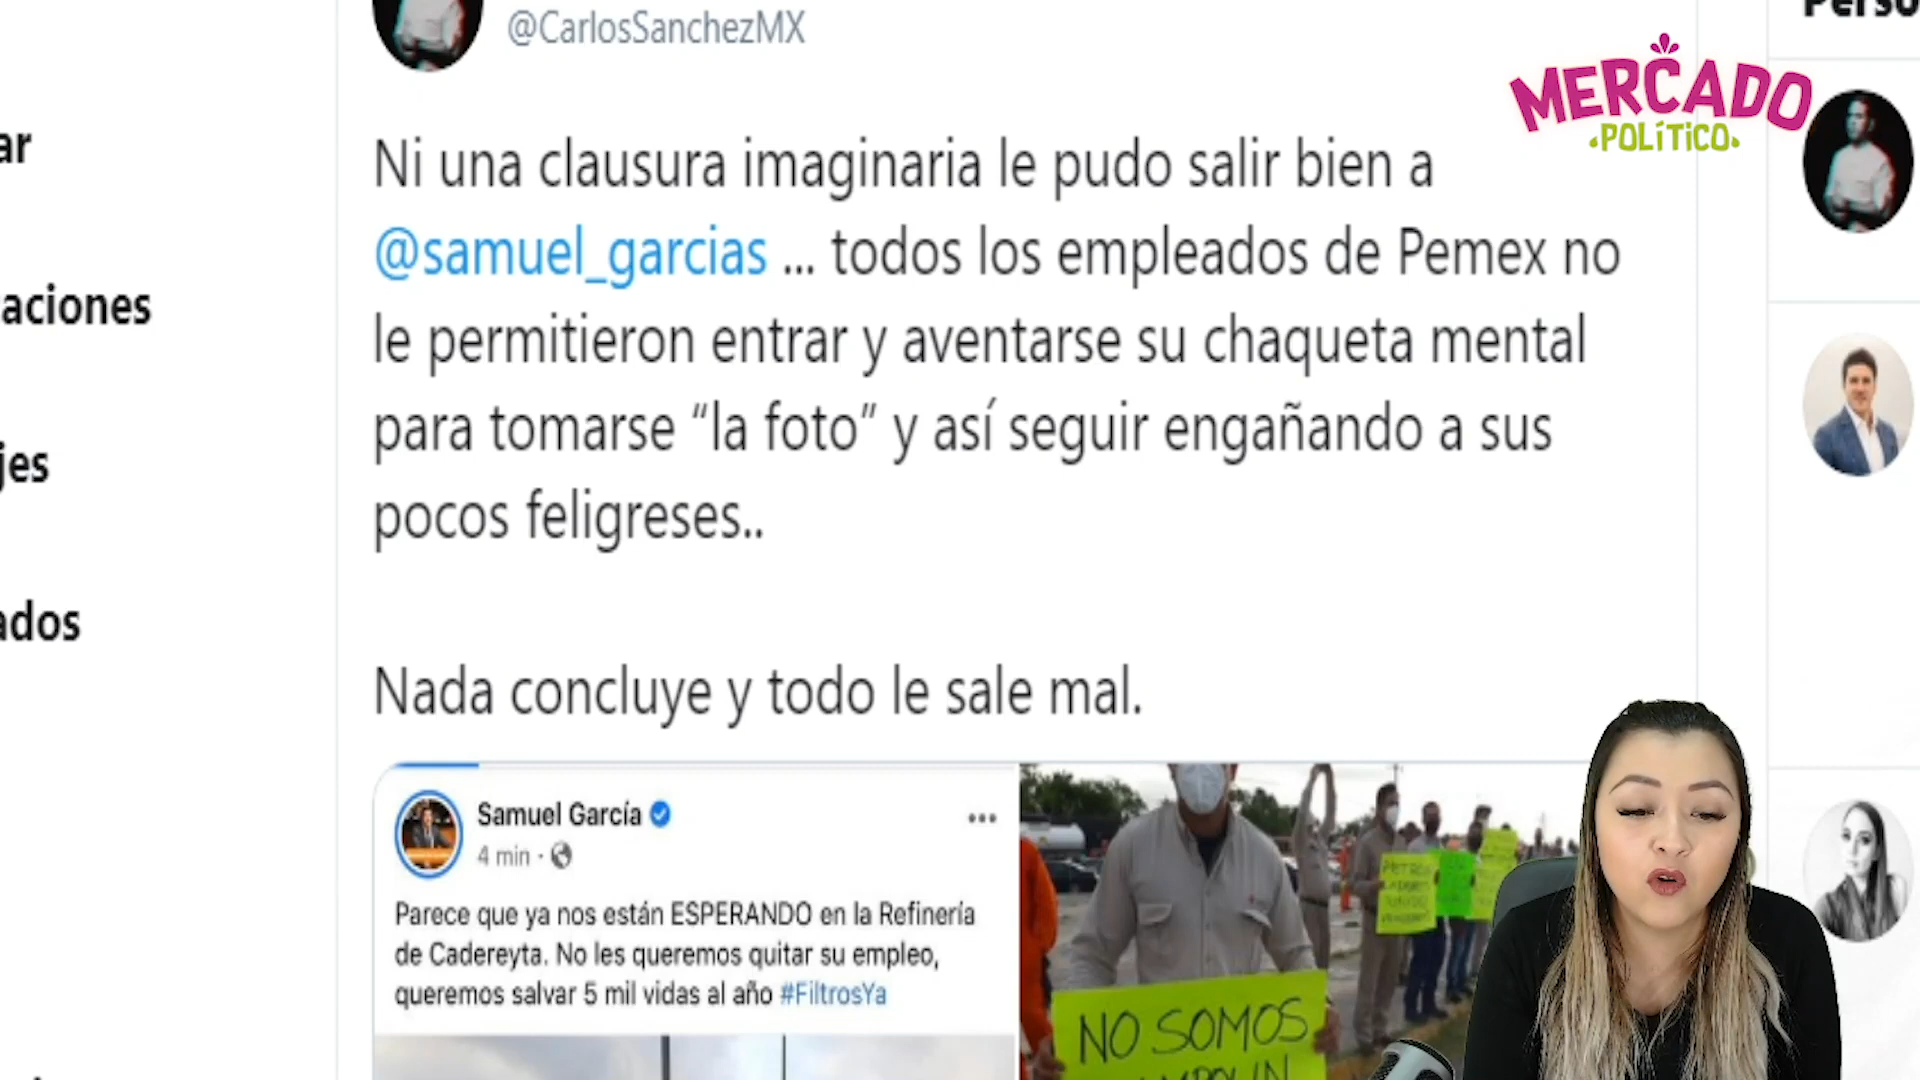 @CarlosSanchezMX
MERCADO
POLÍTICO
ar
Ni una clausura imaginaria le pudo salir bien a
@samuel_garcias ... todos los empleados de Pemex no
aciones
le permitieron entrar y aventarse su chaqueta mental
para tomarse “la foto” y así seguir engañando a sus
jes
pocos feligreses..
ados
Nada concluye y todo le sale mal.
Samuel García
4 min ·
Parece que ya nos están ESPERANDO en la Refinería
de Cadereyta. No les queremos quitar su empleo,
queremos salvar 5 mil vidas al año #FiltrosYa
NO SOMOS